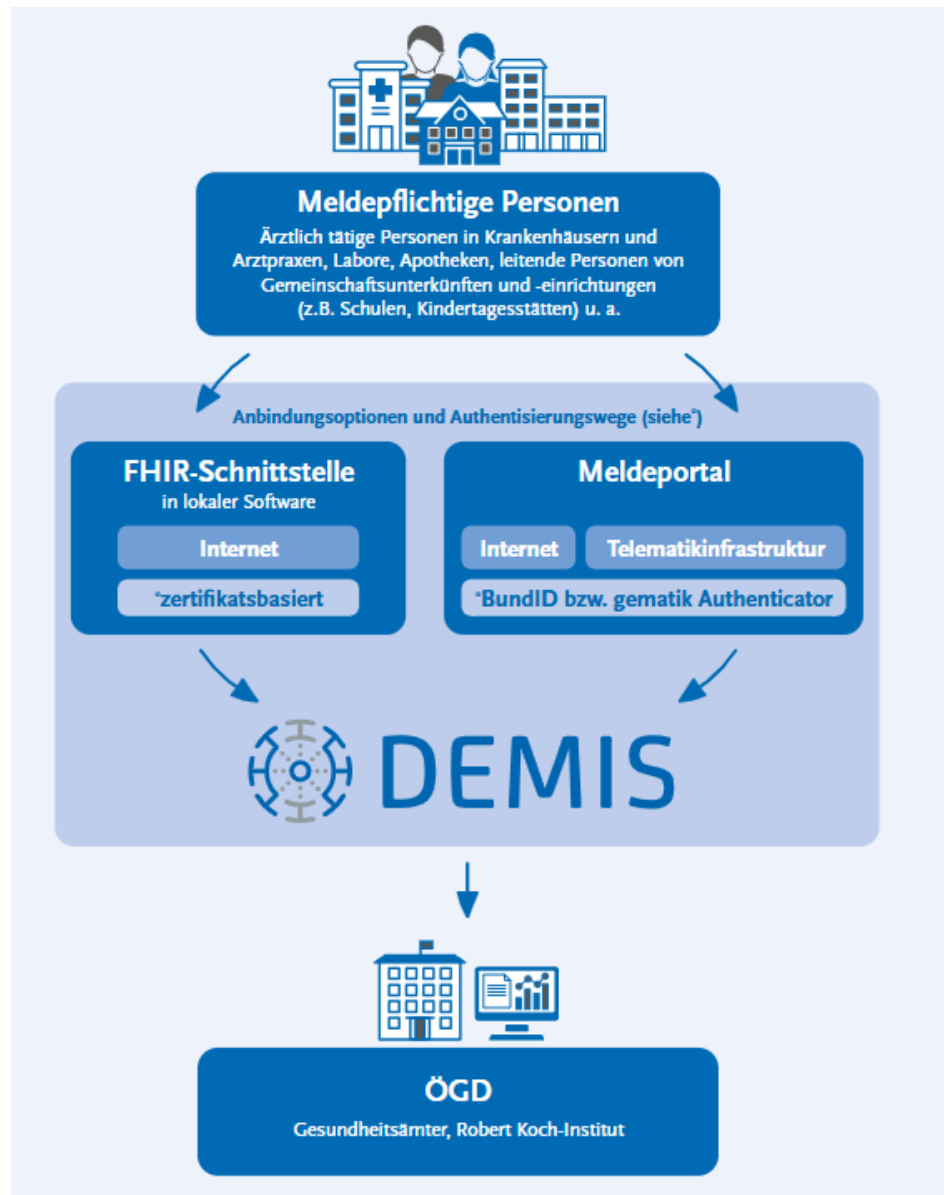 Meldepflichtige Personen
Ärztlich tätige Personen in Krankenhäusern und
Arztpraxen, Labore, Apotheken, leitende Personen von
Gemeinschaftsunterkünften und -einrichtungen
(z.B. Schulen, Kindertagesstätten) u. a.
Anbindungsoptionen und Authentisierungswege (siehe*)
FHIR-Schnittstelle
in lokaler Software
Internet
*zertifikatsbasiert
Meldeportal
Internet
Telematikinfrastruktur
*BundID bzw. gematik Authenticator
DEMIS
ÖGD
Gesundheitsämter, Robert Koch-Institut